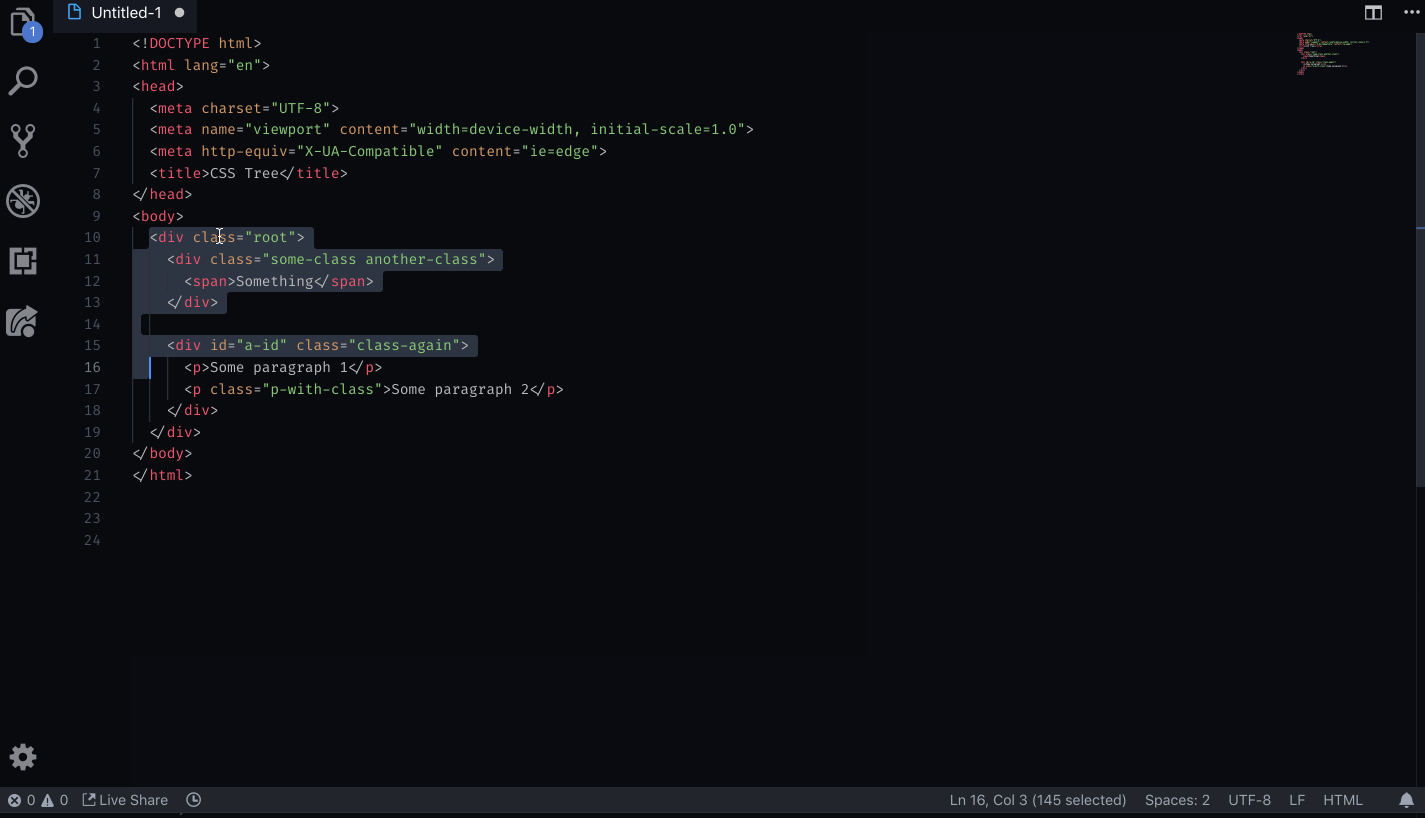 Untitled-1
1
1 <!DOCTYPE html>
2 <html lang="en">
3 <head>
4 <meta charset="UTF-8">
5 <meta name="viewport" content="width=device-width, initial-scale=1.0">
6 <meta http-equiv="X-UA-Compatible" content="ie=edge">
7 <title>CSS Tree</title>
8 </head>
9 <body>
10 <div class="root">
11 <div class="some-class another-class">
12 <span>Something</span>
13 </div>
14
15 <div id="a-id" class="class-again">
16 <p>Some paragraph 1</p>
17 <p class="p-with-class">Some paragraph 2</p>
18 </div>
19 </div>
20 </body>
21 </html>
22
23
24
0 0 Live Share Ln 16, Col 3 (145 selected) Spaces: 2 UTF-8 LF HTML